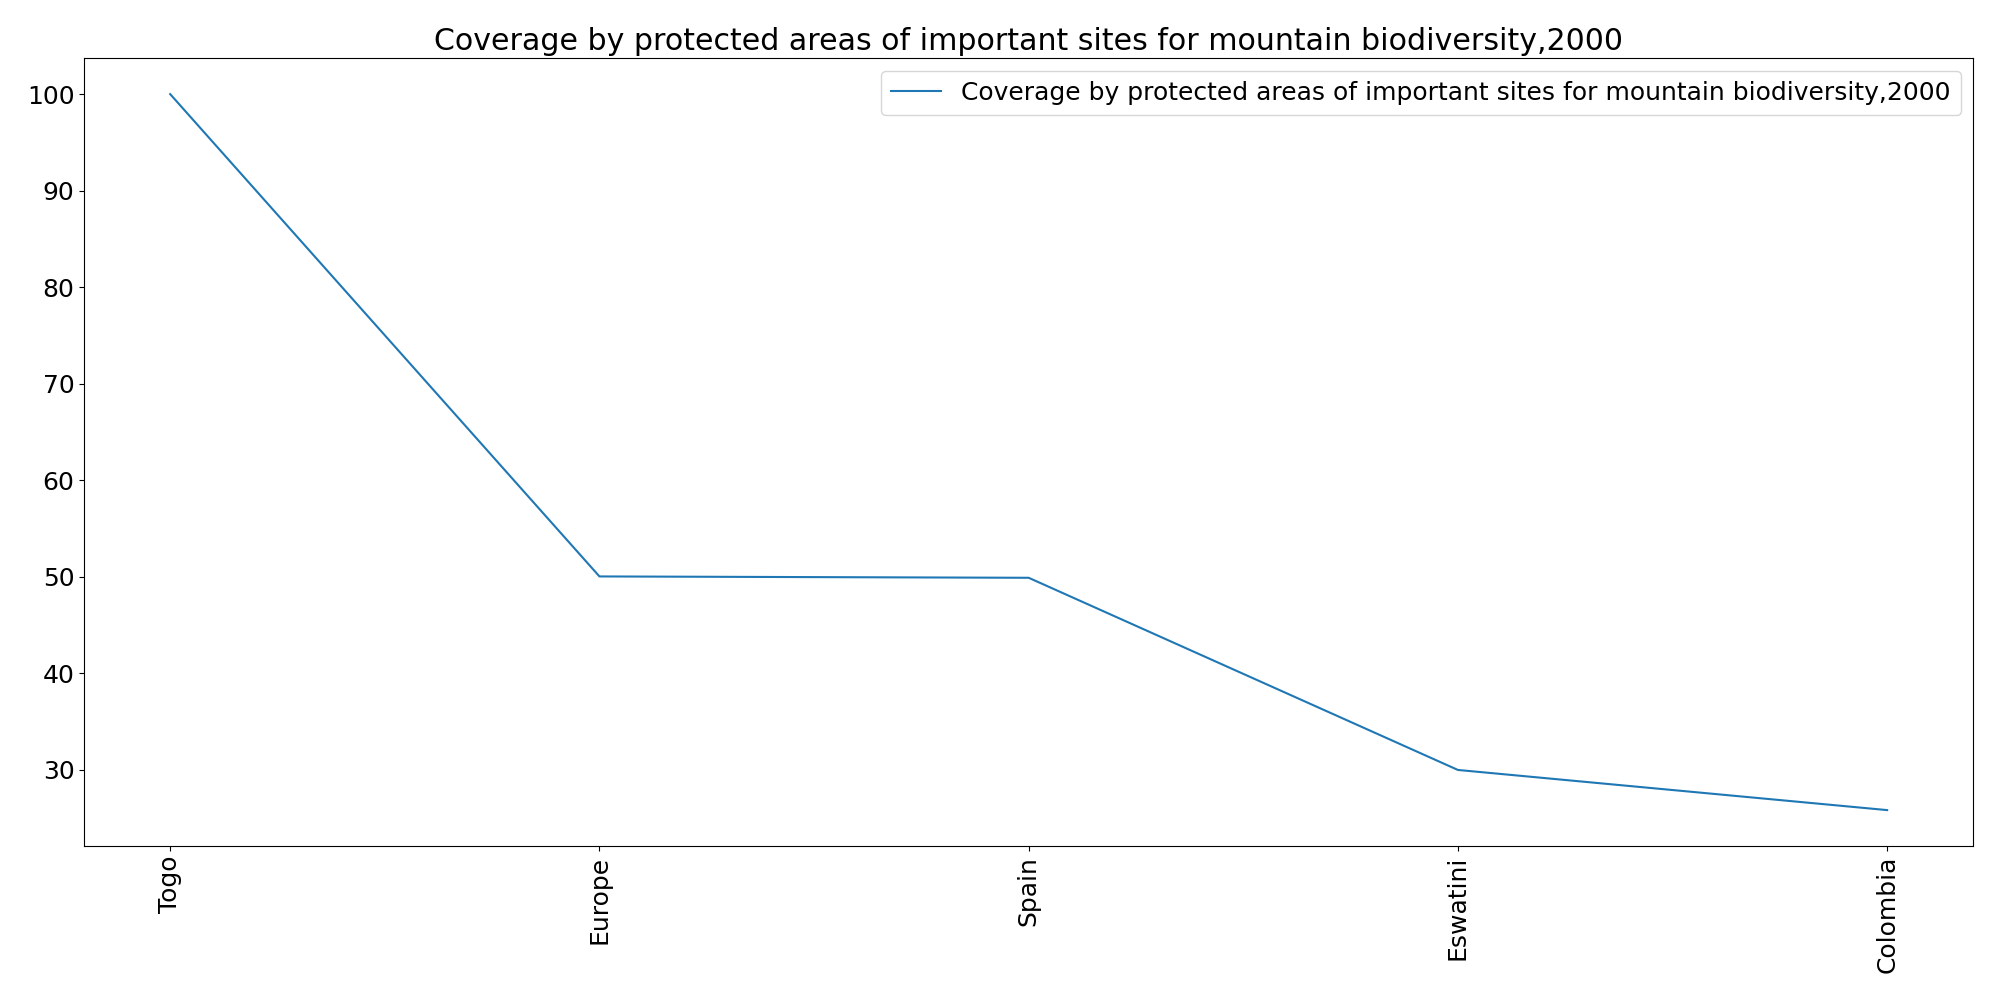 Coverage by protected areas of important sites for mountain biodiversity,2000
Coverage by protected areas of important sites for mountain biodiversity,2000
100
90
80
70
60
50
40
30
Togo
Europe
Spain
Eswatini
Colombia